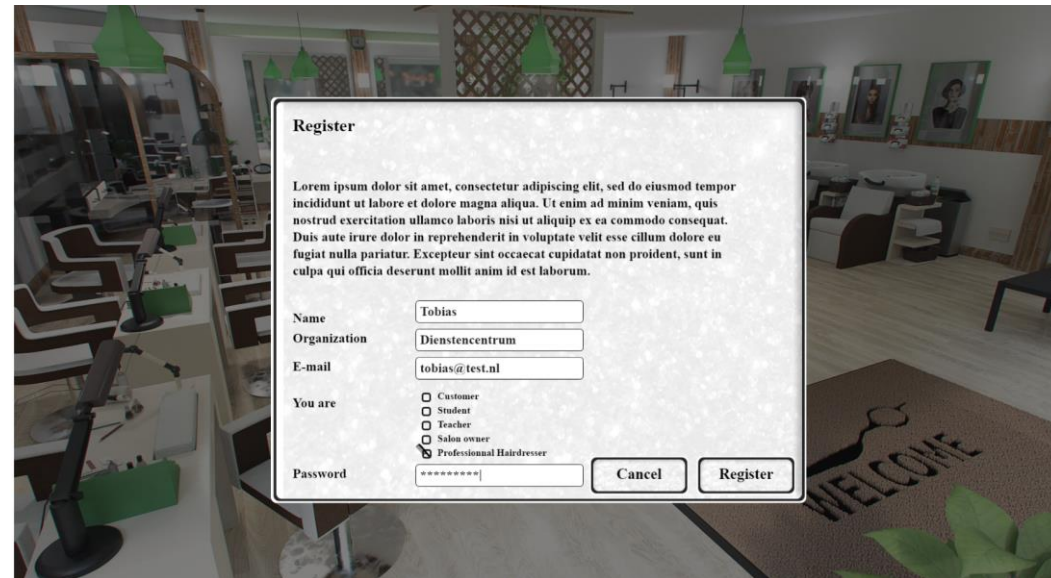 Register
Lorem ipsum dolor sit amet, consectetur adipiscing elit, sed do eiusmod tempor
incididunt ut labore et dolore magna aliqua. Ut enim ad minim veniam, quis
nostrud exercitation ullamco laboris nisi ut aliquip ex ea commodo consequat.
Duis aute irure dolor in reprehenderit in voluptate velit esse cillum dolore eu
fugiat nulla pariatur. Excepteur sint occaecat cupidatat non proident, sunt in
culpa qui officia deserunt mollit anim id est laborum.
Name Tobias
Organization Dienstencentrum
E-mail tobias@test.nl
You are
Customer
Student
Teacher
Salon owner
Professionnal Hairdresser
Password *********
Cancel Register
WELCOME